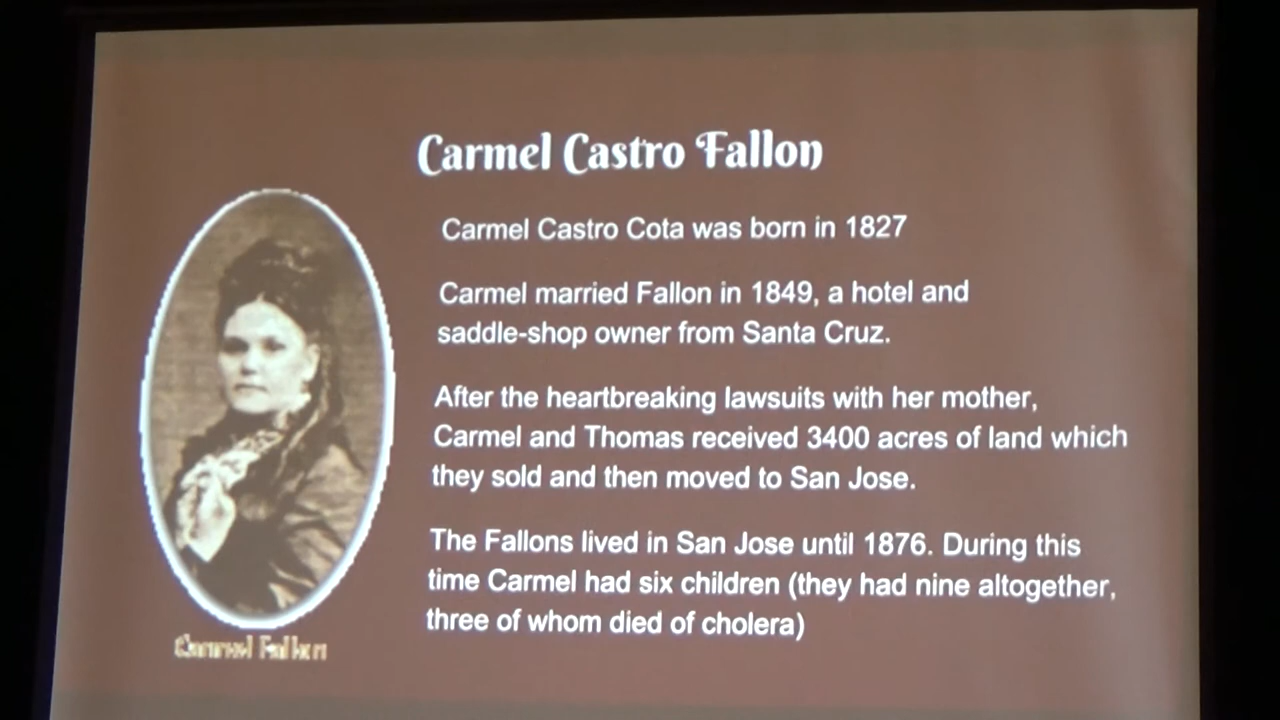 Carmel Castro Fallon
Carmel Castro Cota was born in 1827
Carmel married Fallon in 1849, a hotel and
saddle-shop owner from Santa Cruz.
After the heartbreaking lawsuits with her mother,
Carmel and Thomas received 3400 acres of land which
they sold and then moved to San Jose.
The Fallons lived in San Jose until 1876. During this
time Carmel had six children (they had nine altogether,
three of whom died of cholera)
Carmel Fallon